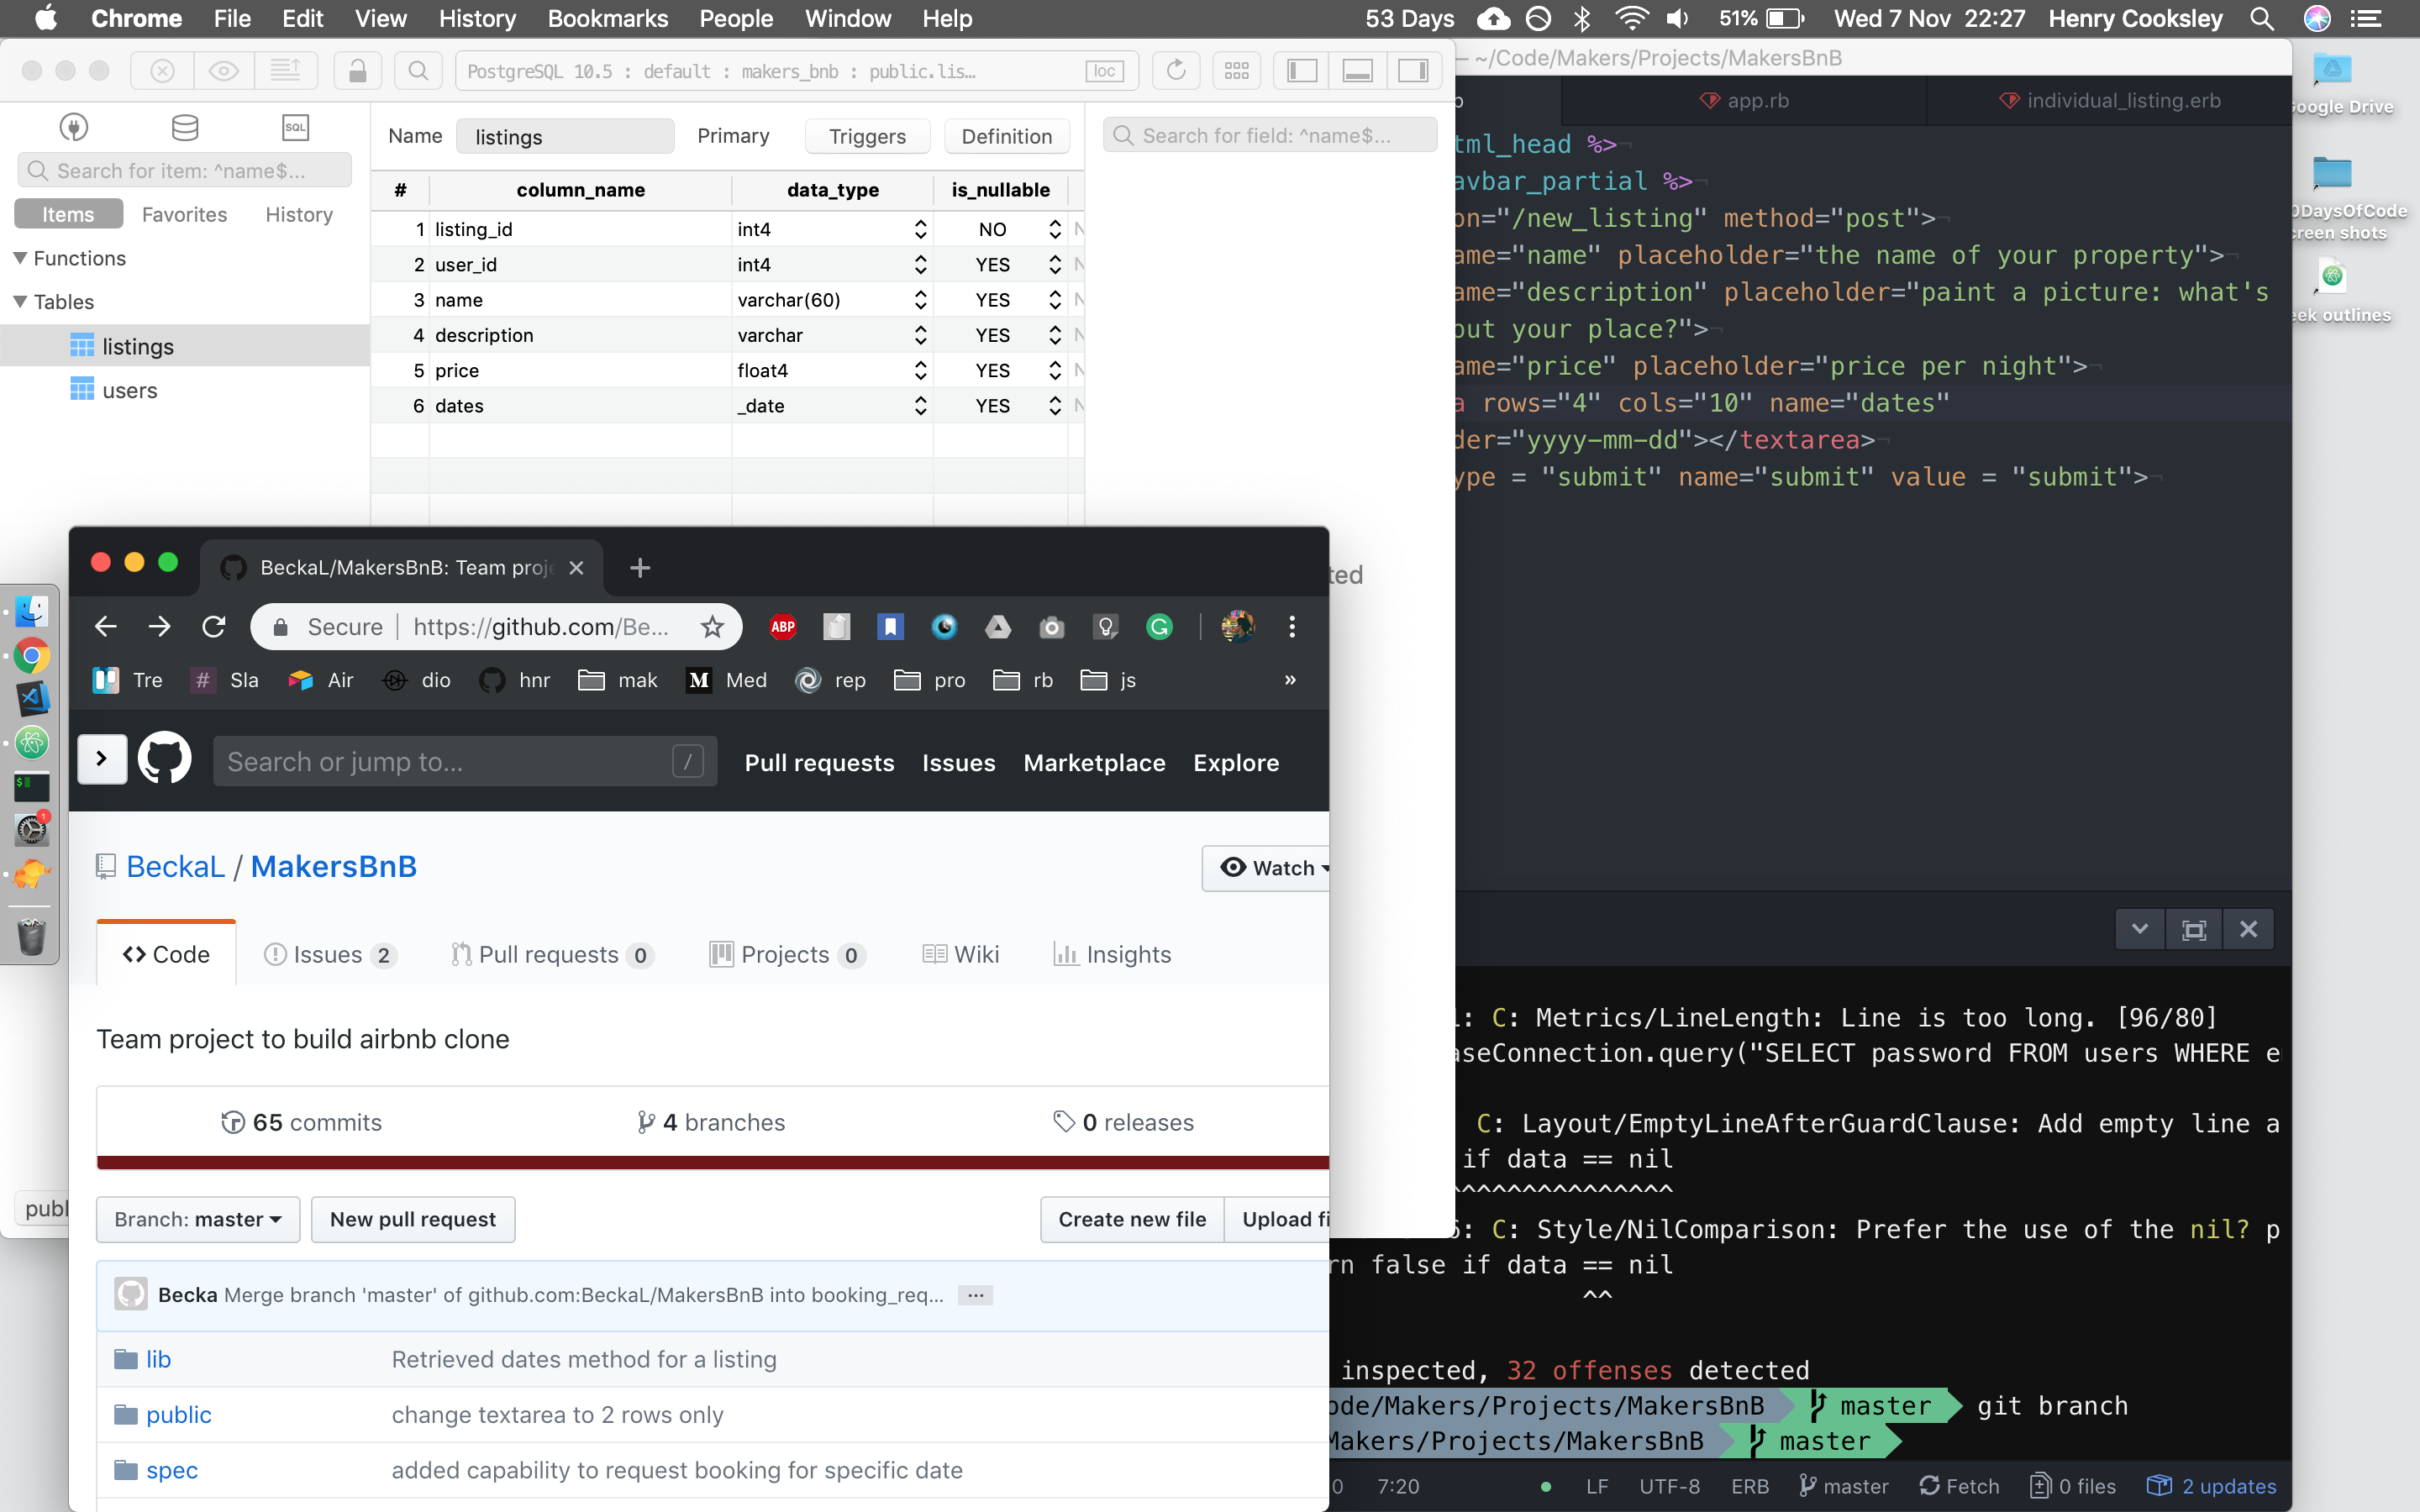 Chrome File Edit View History Bookmarks People Window Help 53 Days 51% Wed 7 Nov 22:27 Henry Cooksley
PostgreSQL 10.5 : default : makers_bnb : public.lis... loc
Name listings Primary Triggers Definition
Search for field: ^name$...
SQL
Search for item: ^name$...
Items Favorites History
Functions
Tables
listings
users
# column_name data_type is_nullable
1 listing_id int4 NO
2 user_id int4 YES
3 name varchar(60) YES
4 description varchar YES
5 price float4 YES
6 dates _date YES
ted
publ
— ~/Code/Makers/Projects/MakersBnB
b app.rb individual_listing.erb
tml_head %>
avbar_partial %>
on="/new_listing" method="post">
ame="name" placeholder="the name of your property">
ame="description" placeholder="paint a picture: what's
out your place?">
ame="price" placeholder="price per night">
a rows="4" cols="10" name="dates"
der="yyyy-mm-dd"></textarea>
ype = "submit" name="submit" value = "submit">
Google Drive
0DaysOfCode
creen shots
eek outlines
BeckaL/MakersBnB: Team proje
Secure https://github.com/Be...
ABP
Tre # Sla Air dio hnr mak M Med rep pro rb js »
Search or jump to... / Pull requests Issues Marketplace Explore
BeckaL / MakersBnB
Watch
Code Issues 2 Pull requests 0 Projects 0 Wiki Insights
Team project to build airbnb clone
65 commits 4 branches 0 releases
Branch: master New pull request Create new file Upload fi
Becka Merge branch 'master' of github.com:BeckaL/MakersBnB into booking_req... ...
lib Retrieved dates method for a listing
public change textarea to 2 rows only
spec added capability to request booking for specific date
: C: Metrics/LineLength: Line is too long. [96/80]
aseConnection.query("SELECT password FROM users WHERE e
C: Layout/EmptyLineAfterGuardClause: Add empty line a
if data == nil
^^^^^^^^^^^^^^^
6: C: Style/NilComparison: Prefer the use of the nil? p
rn false if data == nil
^^
inspected, 32 offenses detected
ode/Makers/Projects/MakersBnB master git branch
Makers/Projects/MakersBnB master
0 7:20 LF UTF-8 ERB master Fetch 0 files 2 updates